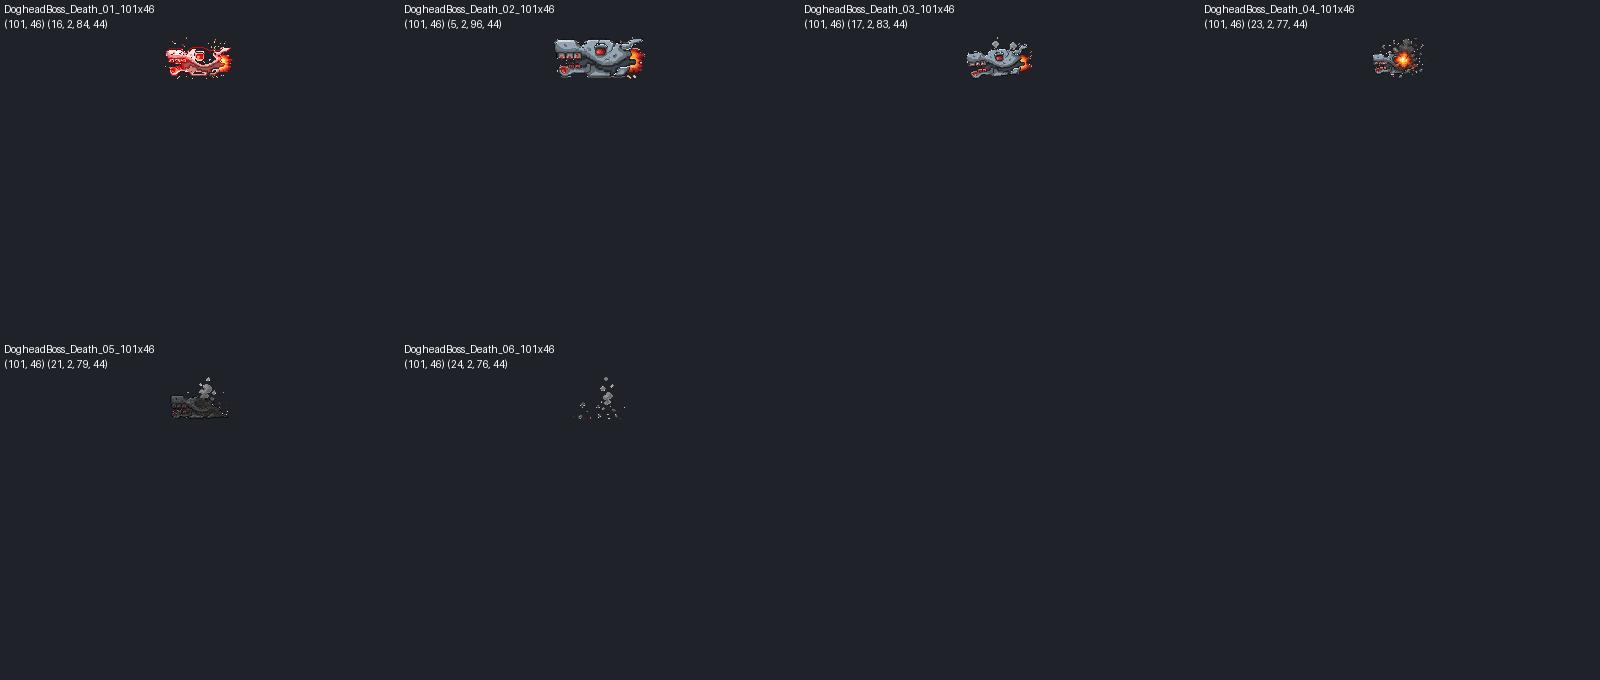 DogheadBoss_Death_01_101x46
(101, 46) (16, 2, 84, 44)
DogheadBoss_Death_02_101x46
(101, 46) (5, 2, 96, 44)
DogheadBoss_Death_03_101x46
(101, 46) (17, 2, 83, 44)
DogheadBoss_Death_04_101x46
(101, 46) (23, 2, 77, 44)
DogheadBoss_Death_05_101x46
(101, 46) (21, 2, 79, 44)
DogheadBoss_Death_06_101x46
(101, 46) (24, 2, 76, 44)